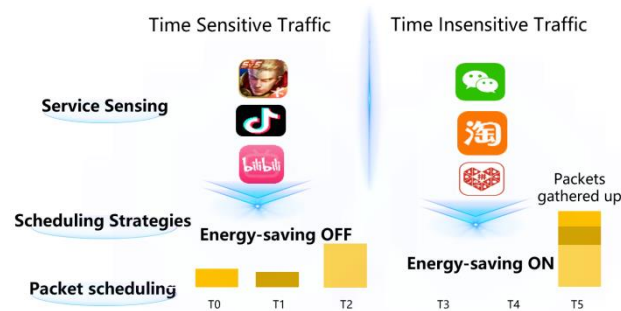 Time Sensitive Traffic
Time Insensitive Traffic
Service Sensing
5v5
bilibili
淘
Packets
gathered up
Scheduling Strategies
Energy-saving OFF
Energy-saving ON
Packet scheduling
T0
T1
T2
T3
T4
T5